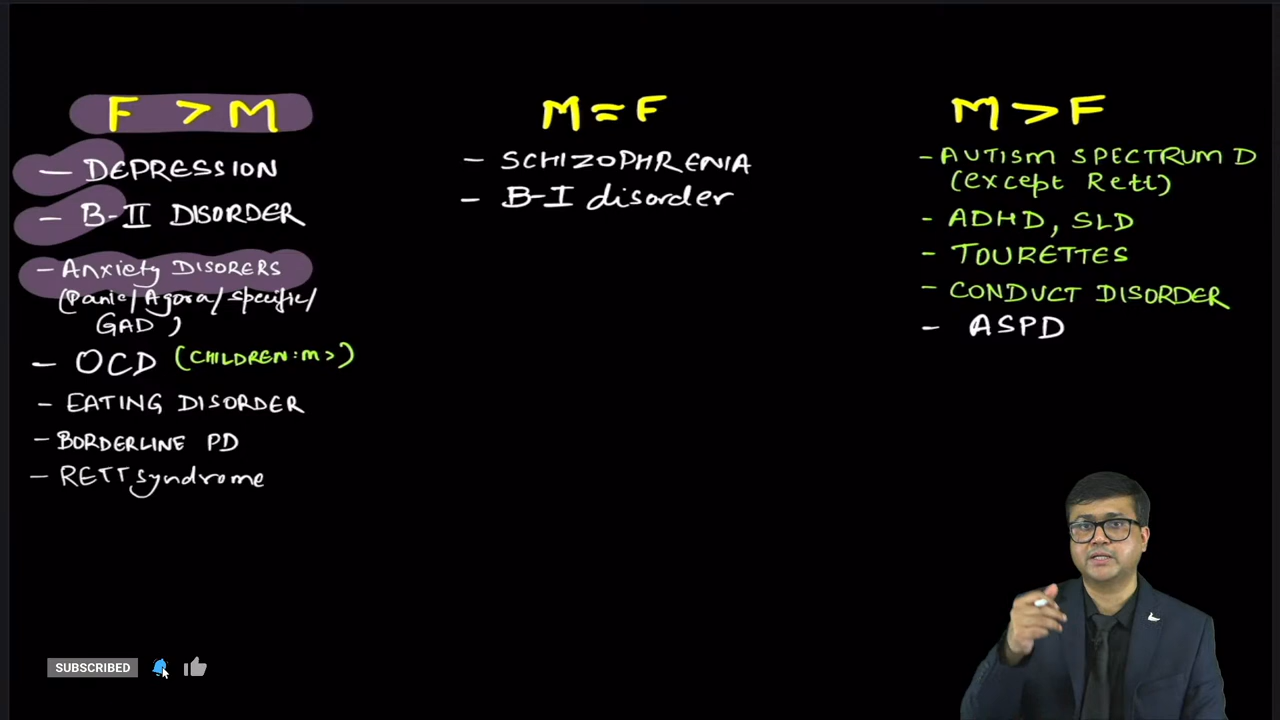 F > M
— DEPRESSION
— B-II DISORDER
— Anxiety DISORERS
(Panic/Agora/specific/
GAD)
— OCD (CHILDREN: M>)
— EATING DISORDER
— BORDERLINE PD
— RETT syndrome
M ≈ F
— SCHIZOPHRENIA
— B-I disorder
M > F
- AUTISM SPECTRUM D
(except Rett)
- ADHD, SLD
- TOURETTES
- CONDUCT DISORDER
- ASPD
SUBSCRIBED